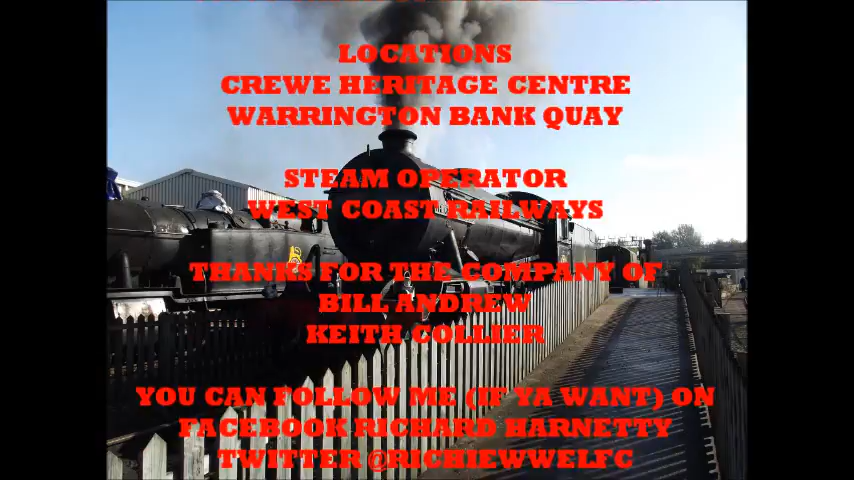 LOCATIONS
CREWE HERITAGE CENTRE
WARRINGTON BANK QUAY
STEAM OPERATOR
WEST COAST RAILWAYS
THANKS FOR THE COMPANY OF
BILL ANDREW
KEITH COLLIER
YOU CAN FOLLOW ME (IF YA WANT) ON
FACEBOOK RICHARD HARNETTY
TWITTER @RICHIEWWELFC